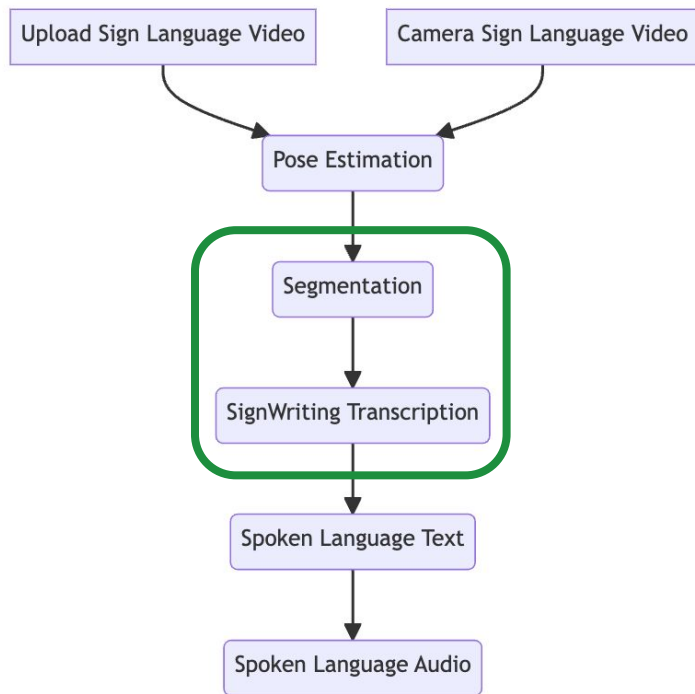 Upload Sign Language Video
Camera Sign Language Video
Pose Estimation
Segmentation
SignWriting Transcription
Spoken Language Text
Spoken Language Audio